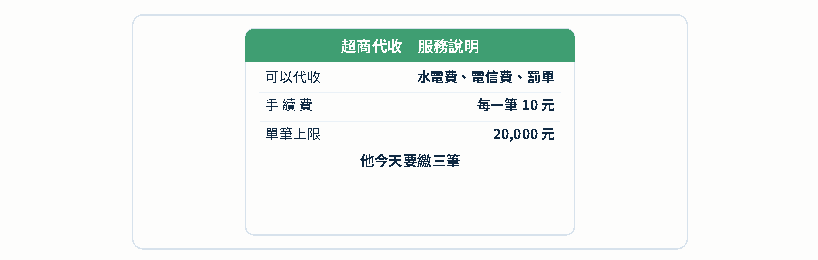 超商代收　服務說明
可以代收　水電費、電信費、罰單
手 續 費　每一筆 10 元
單筆上限　20,000 元
他今天要繳三筆